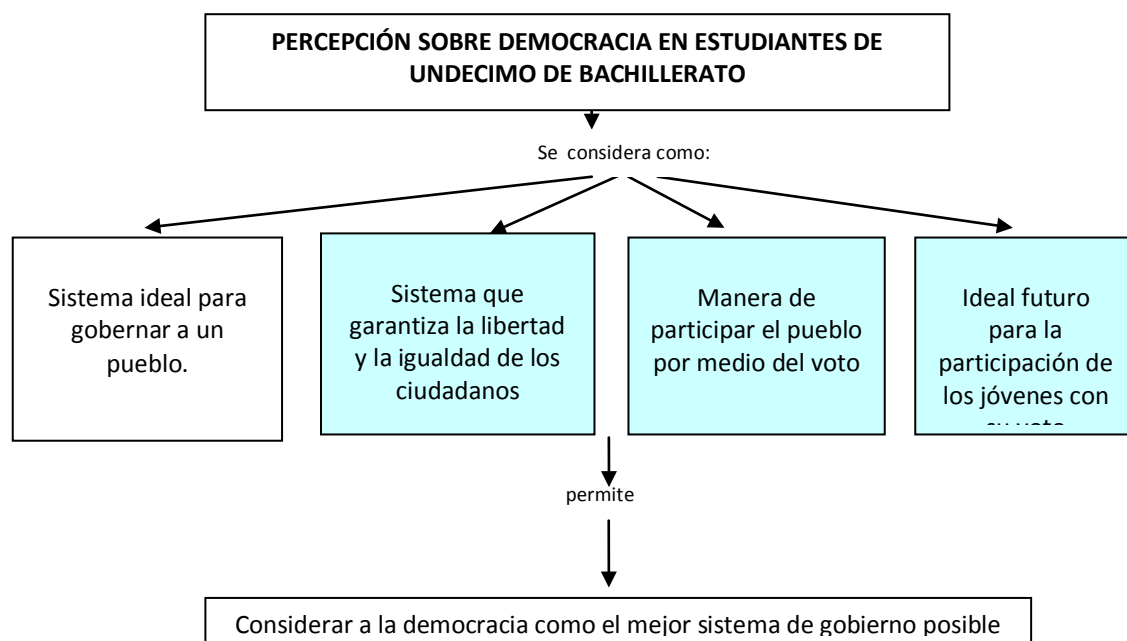 PERCEPCIÓN SOBRE DEMOCRACIA EN ESTUDIANTES DE
UNDECIMO DE BACHILLERATO
Se considera como:
Sistema ideal para
gobernar a un
pueblo.
Sistema que
garantiza la libertad
y la igualdad de los
ciudadanos
Manera de
participar el pueblo
por medio del voto
Ideal futuro
para la
participación de
los jóvenes con
su voto
permite
Considerar a la democracia como el mejor sistema de gobierno posible